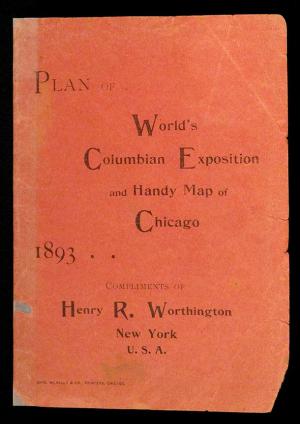 Plan of . .
World's
Columbian Exposition
and Handy Map of
Chicago
1893 . .
Compliments of
Henry R. Worthington
New York
U. S. A.